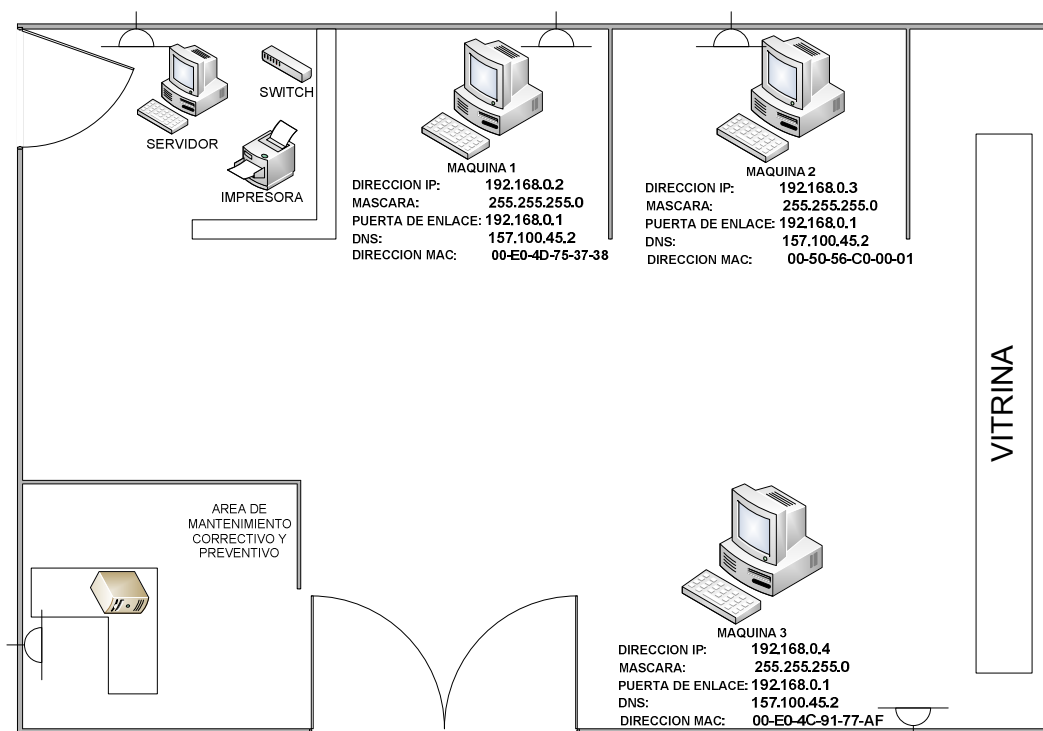 SERVIDOR
SWITCH
IMPRESORA
MAQUINA 1
DIRECCION IP: 192.168.0.2
MASCARA: 255.255.255.0
PUERTA DE ENLACE: 192.168.0.1
DNS: 157.100.45.2
DIRECCION MAC: 00-E0-4D-75-37-38
MAQUINA 2
DIRECCION IP: 192.168.0.3
MASCARA: 255.255.255.0
PUERTA DE ENLACE: 192.168.0.1
DNS: 157.100.45.2
DIRECCION MAC: 00-50-56-C0-00-01
VITRINA
AREA DE
MANTENIMIENTO
CORRECTIVO Y
PREVENTIVO
MAQUINA 3
DIRECCION IP: 192.168.0.4
MASCARA: 255.255.255.0
PUERTA DE ENLACE: 192.168.0.1
DNS: 157.100.45.2
DIRECCION MAC: 00-E0-4C-91-77-AF